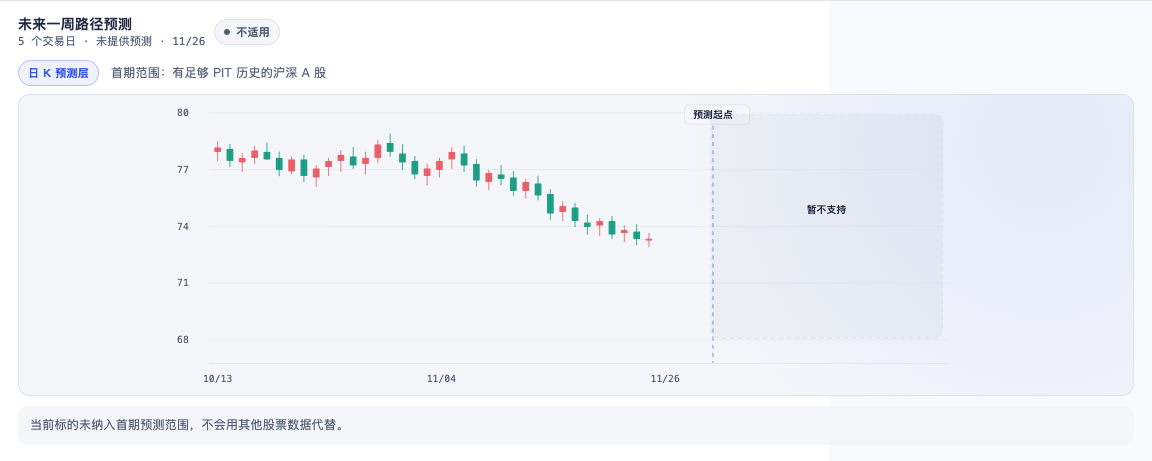 未来一周路径预测
5 个交易日 · 未提供预测 · 11/26
不适用
日 K 预测层
首期范围：有足够 PIT 历史的沪深 A 股
80
预测起点
77
74
暂不支持
71
68
10/13
11/04
11/26
当前标的未纳入首期预测范围，不会用其他股票数据代替。